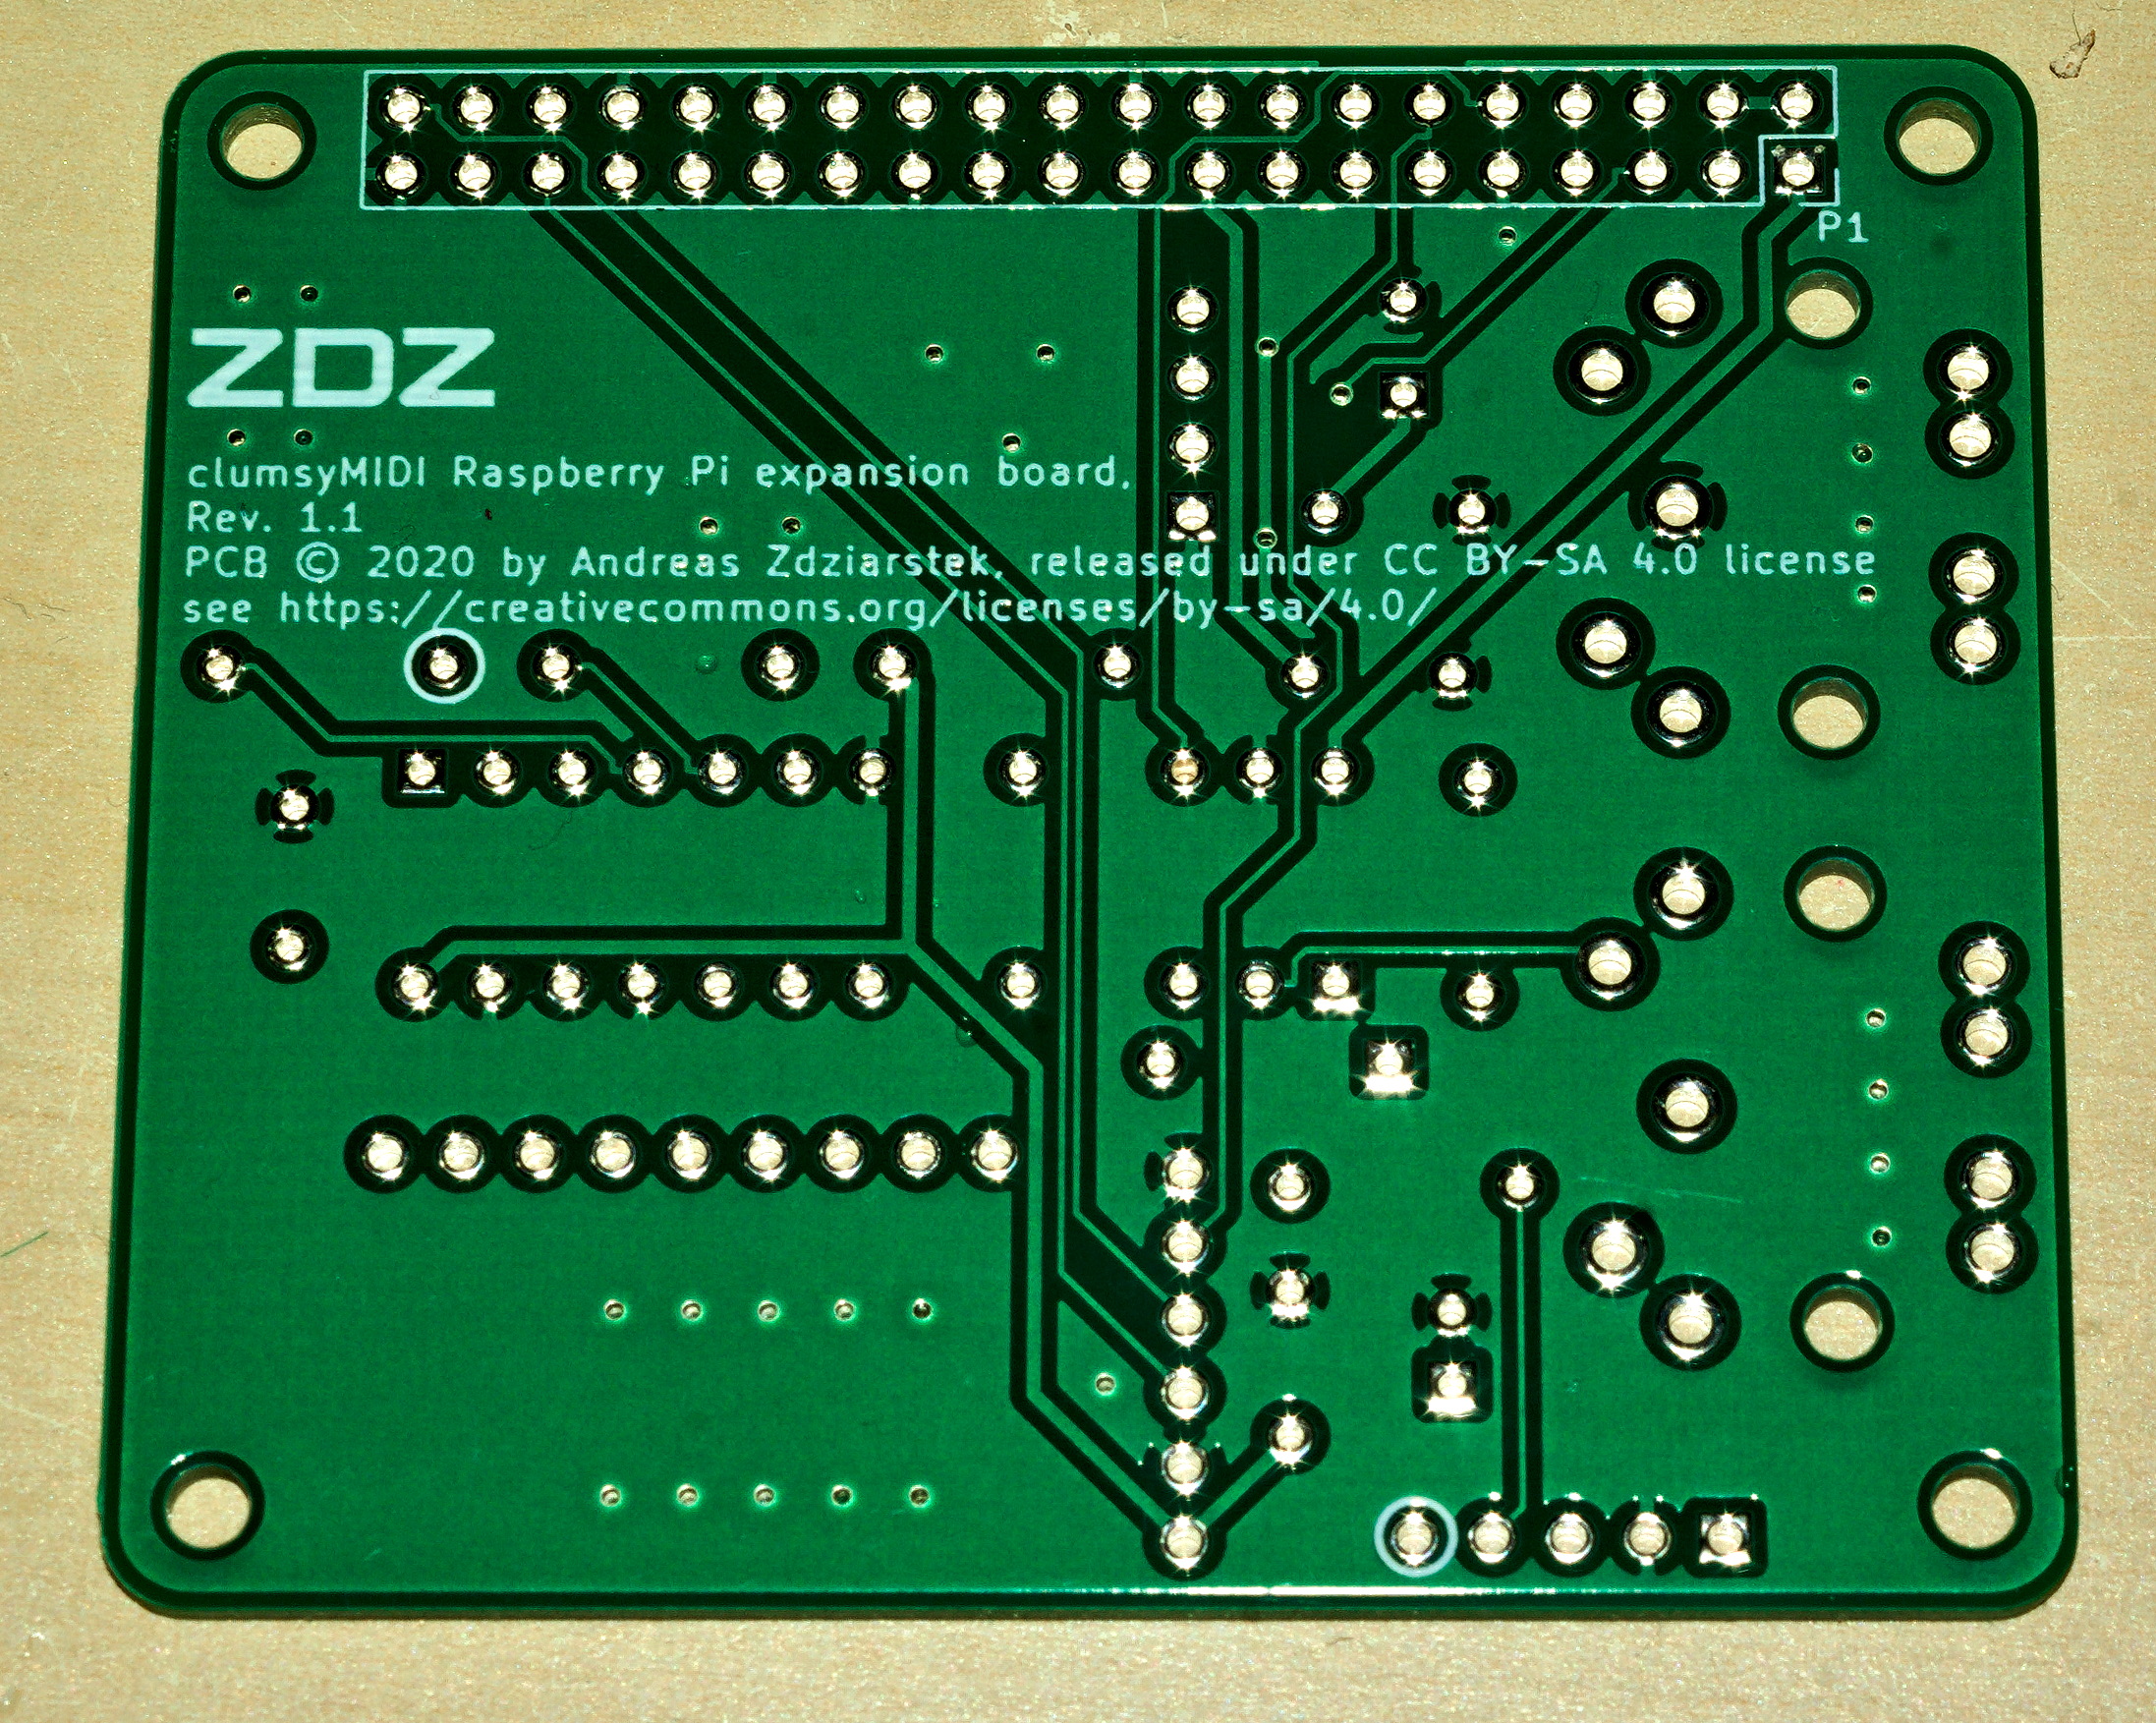 P1
ZDZ
clumsyMIDI Raspberry Pi expansion board,
Rev. 1.1
PCB © 2020 by Andreas Zdziarstek, released under CC BY-SA 4.0 license
see https://creativecommons.org/licenses/by-sa/4.0/